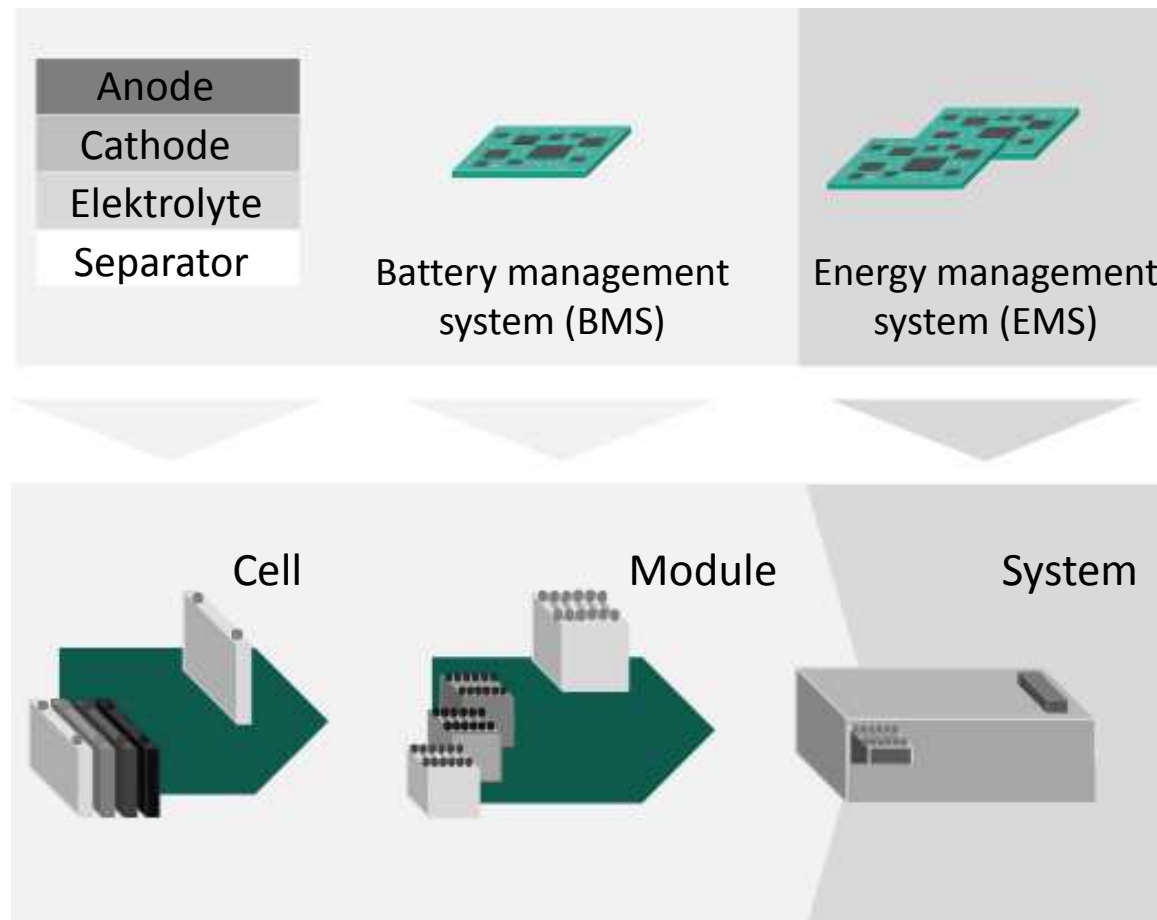 Anode
Cathode
Elektrolyte
Separator
Battery management
system (BMS)
Energy management
system (EMS)
Cell
Module
System